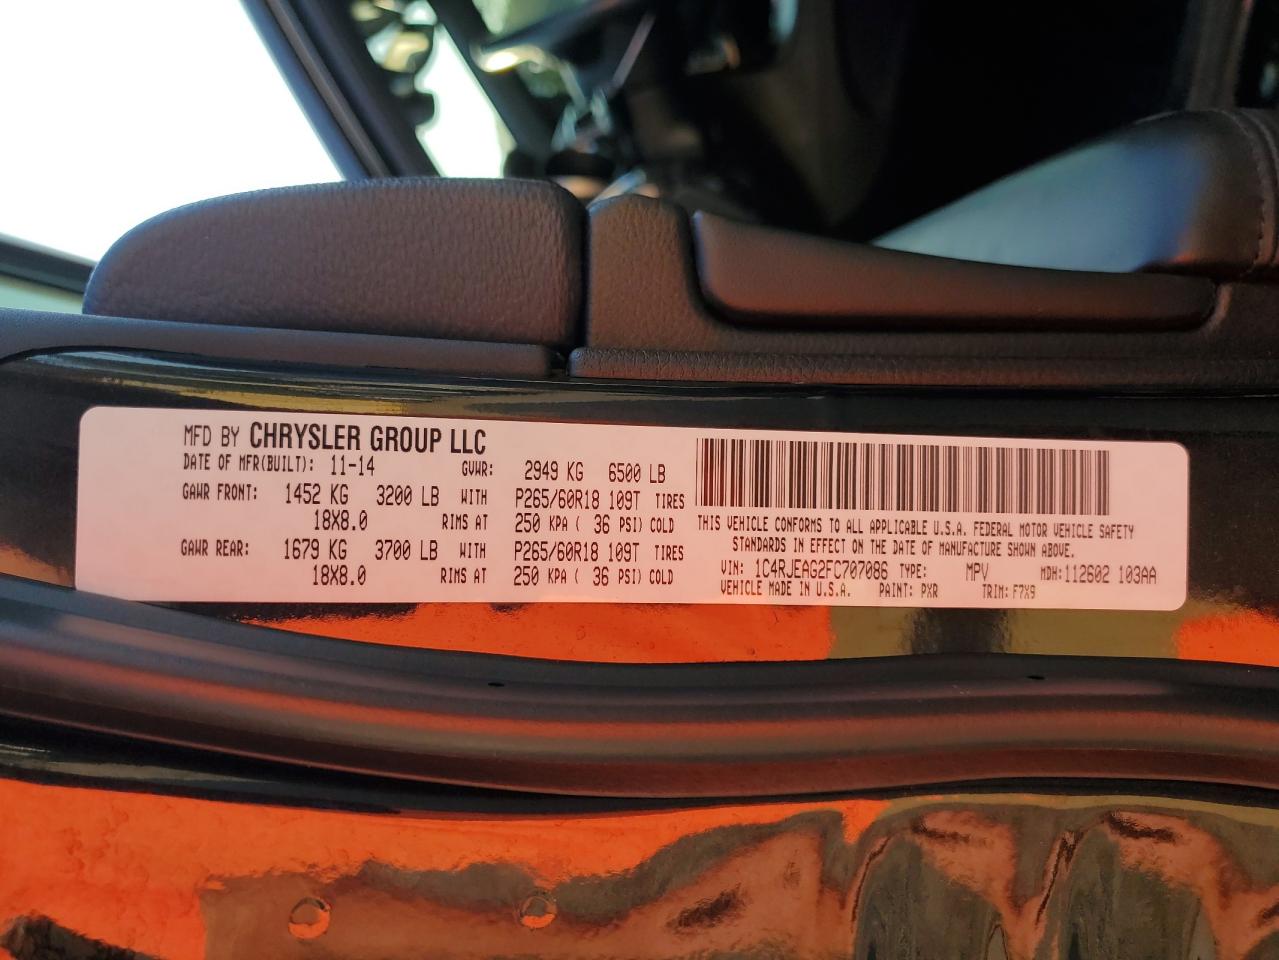 MFD BY CHRYSLER GROUP LLC
DATE OF MFR(BUILT): 11-14 GVWR: 2949 KG 6500 LB
GAWR FRONT: 1452 KG 3200 LB WITH P265/60R18 109T TIRES
18X8.0 RIMS AT 250 KPA ( 36 PSI) COLD
GAWR REAR: 1679 KG 3700 LB WITH P265/60R18 109T TIRES
18X8.0 RIMS AT 250 KPA ( 36 PSI) COLD
THIS VEHICLE CONFORMS TO ALL APPLICABLE U.S.A. FEDERAL MOTOR VEHICLE SAFETY
STANDARDS IN EFFECT ON THE DATE OF MANUFACTURE SHOWN ABOVE.
VIN: 1C4RJEAG2FC707086 TYPE: MPV MDH:112602 103AA
VEHICLE MADE IN U.S.A. PAINT: PXR TRIM: F7X9